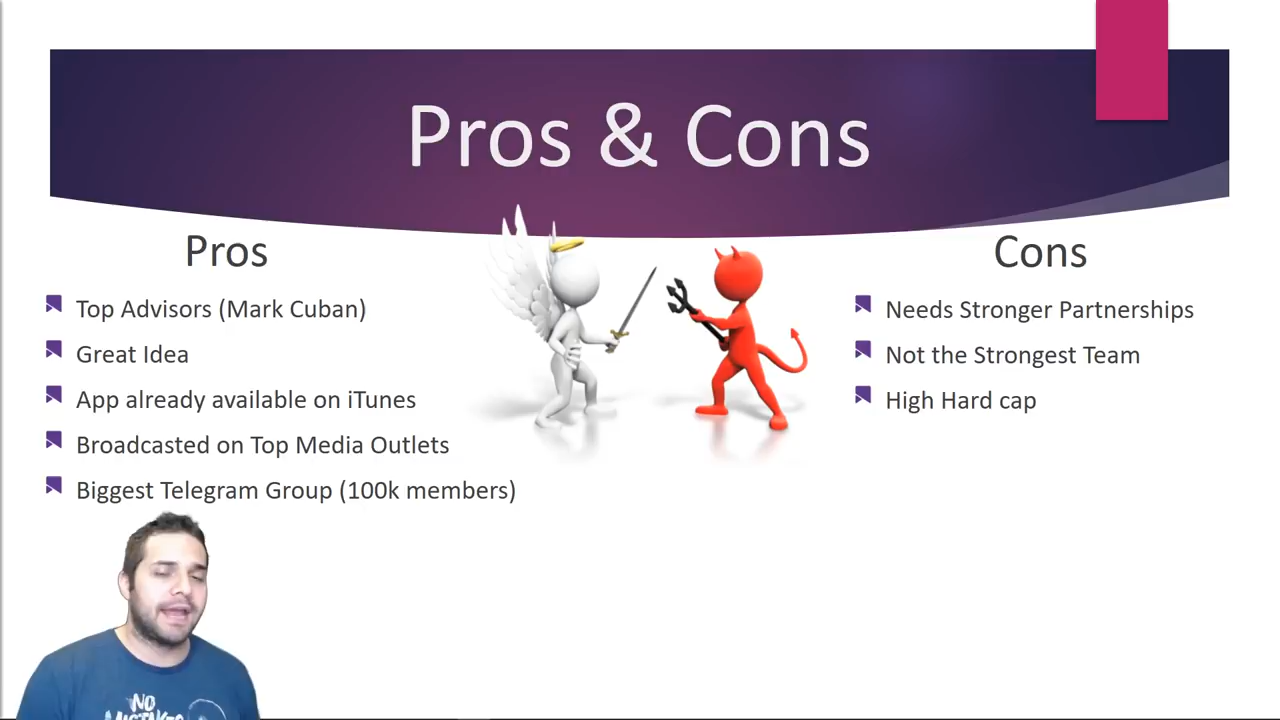 Pros & Cons
Pros
Top Advisors (Mark Cuban)
Great Idea
App already available on iTunes
Broadcasted on Top Media Outlets
Biggest Telegram Group (100k members)
Cons
Needs Stronger Partnerships
Not the Strongest Team
High Hard cap
NO